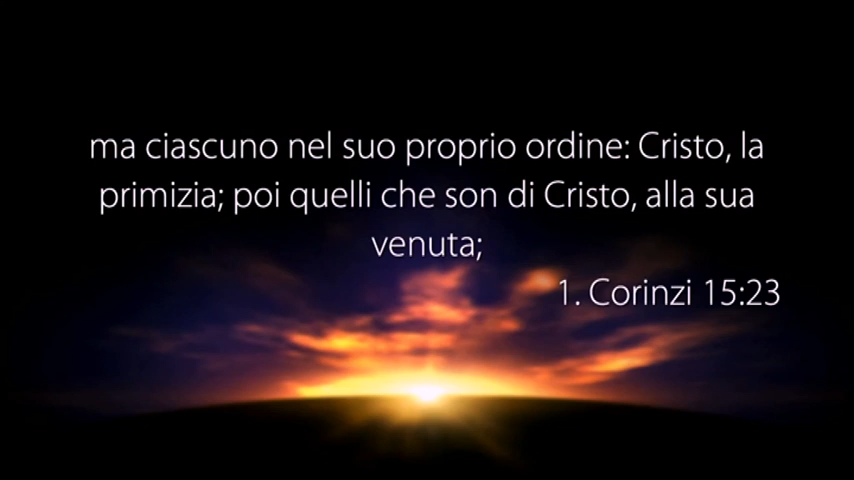 ma ciascuno nel suo proprio ordine: Cristo, la
primizia; poi quelli che son di Cristo, alla sua
venuta;
1. Corinzi 15:23